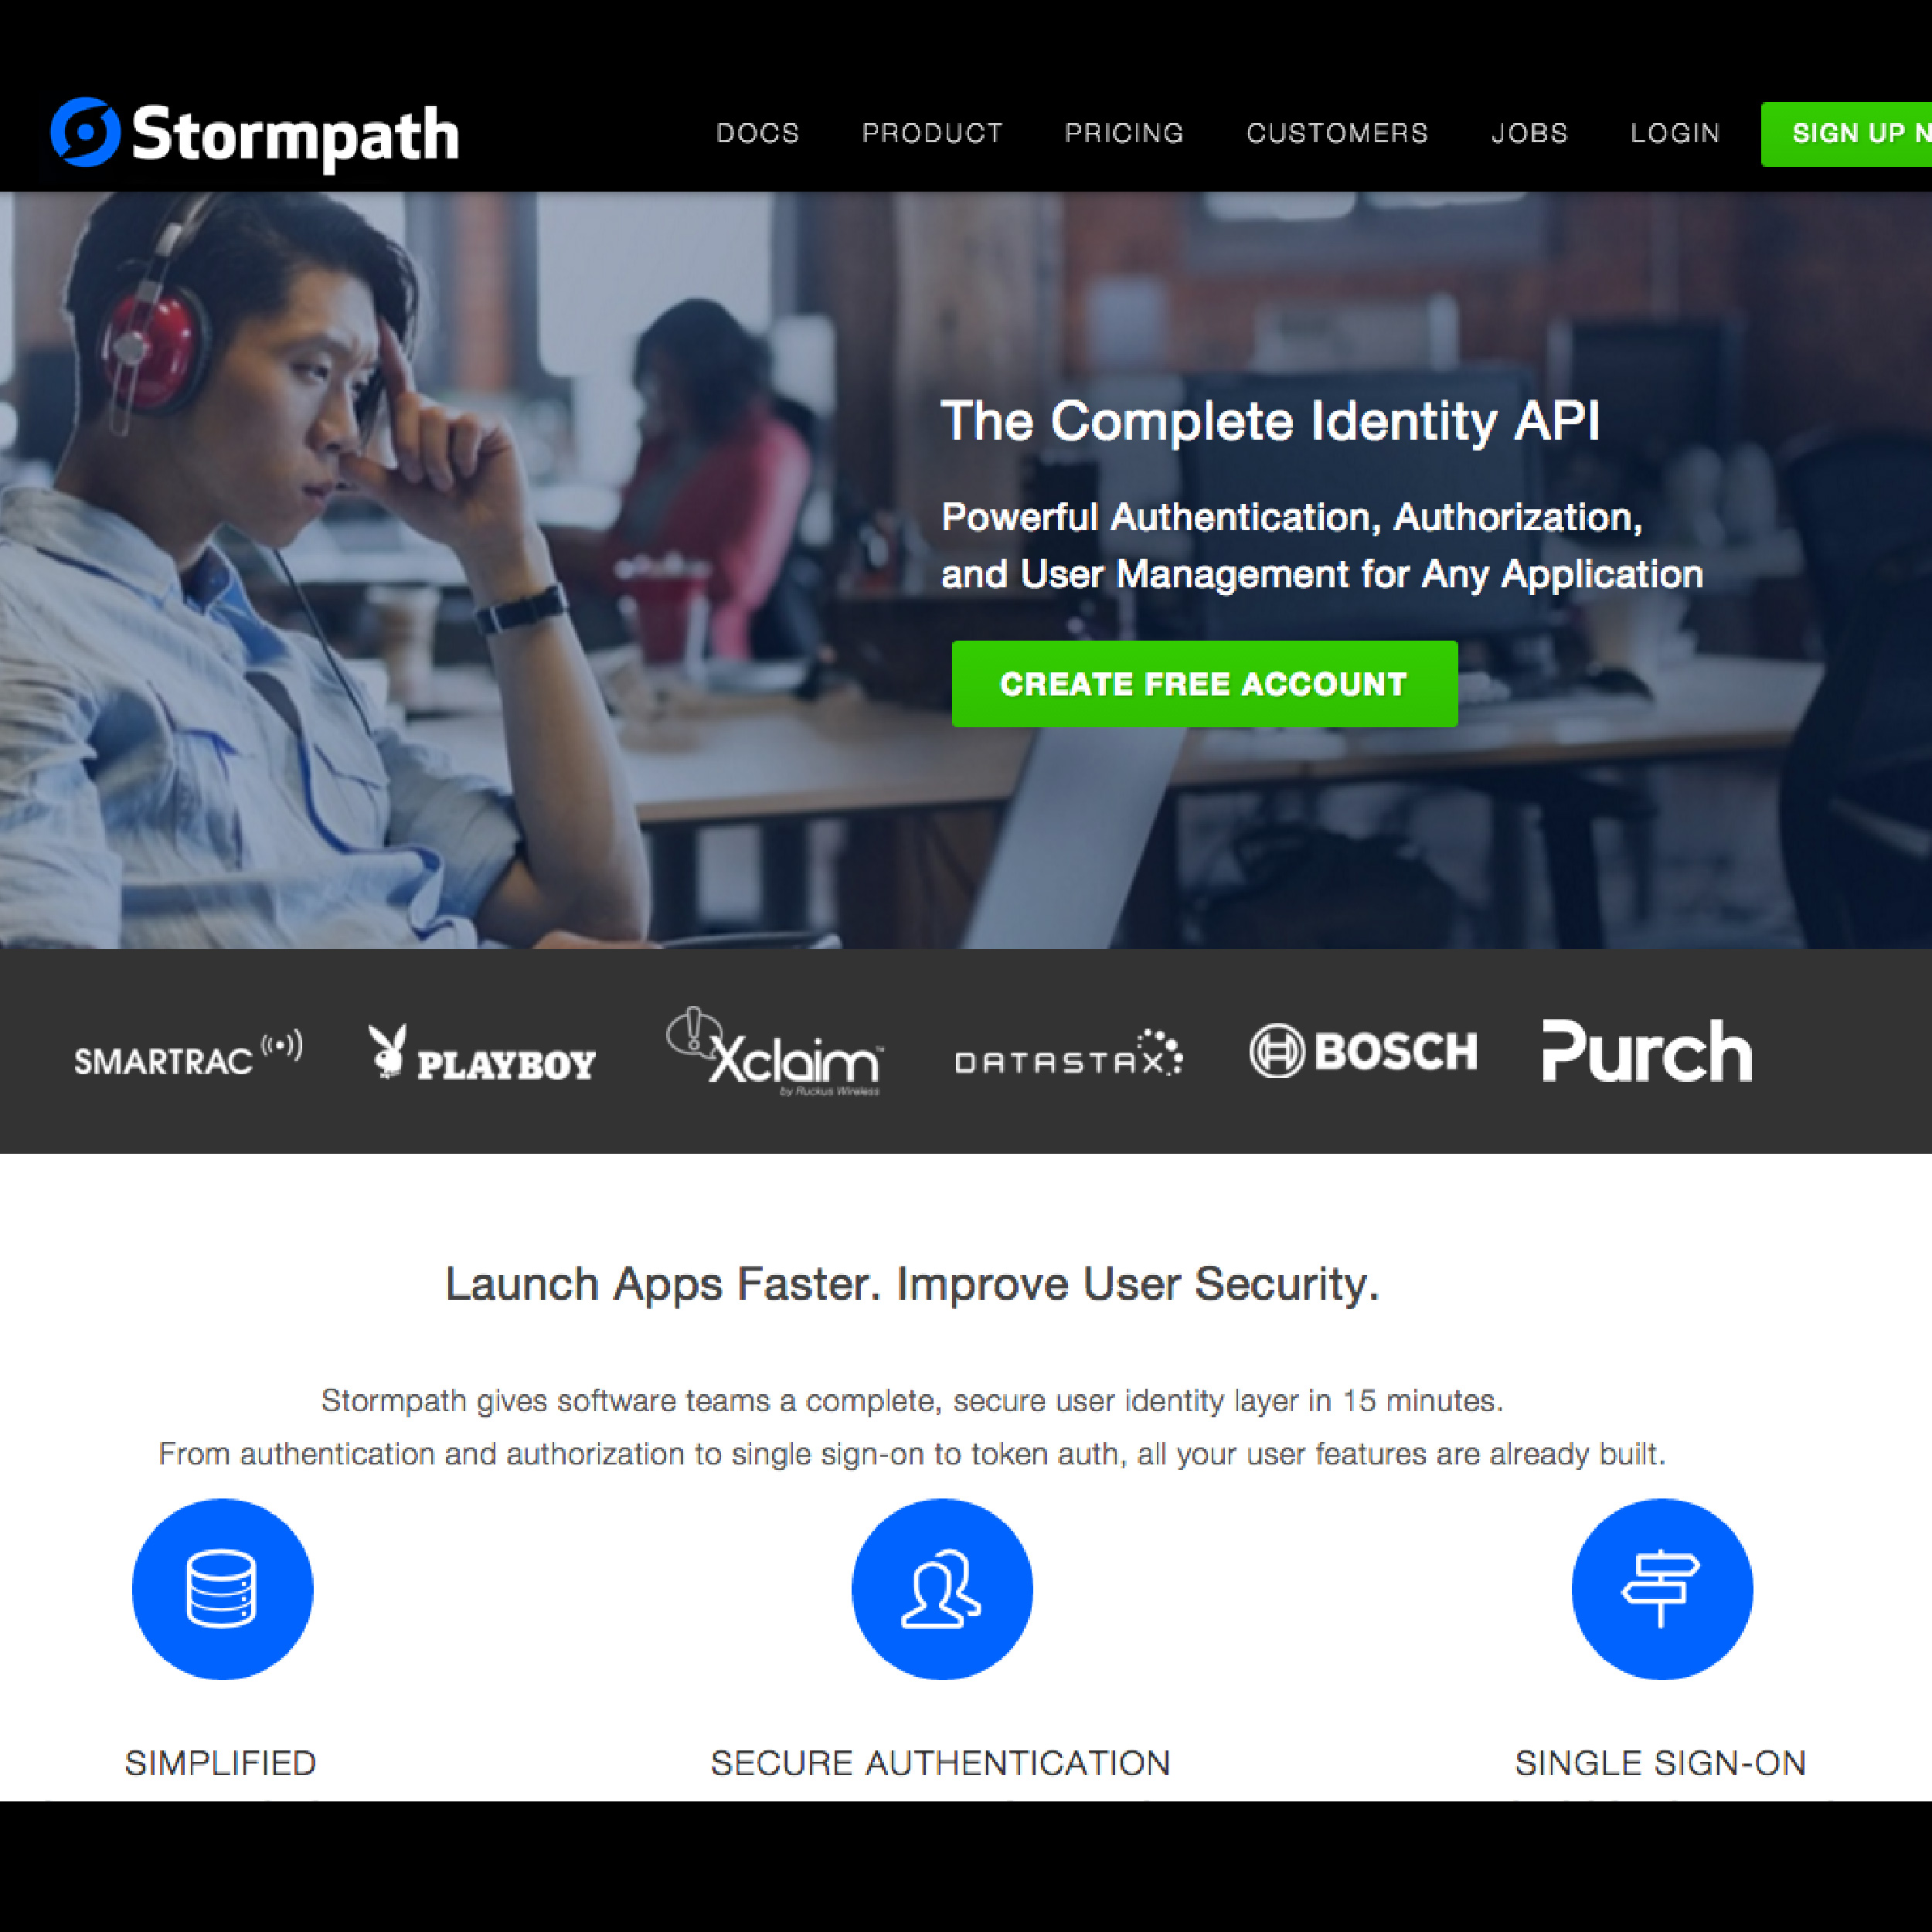 Stormpath
DOCS PRODUCT PRICING CUSTOMERS JOBS LOGIN SIGN UP N
The Complete Identity API
Powerful Authentication, Authorization,
and User Management for Any Application
CREATE FREE ACCOUNT
SMARTRAC PLAYBOY Xclaim™ DATASTAX BOSCH Purch
by Ruckus Wireless
Launch Apps Faster. Improve User Security.
Stormpath gives software teams a complete, secure user identity layer in 15 minutes.
From authentication and authorization to single sign-on to token auth, all your user features are already built.
SIMPLIFIED SECURE AUTHENTICATION SINGLE SIGN-ON